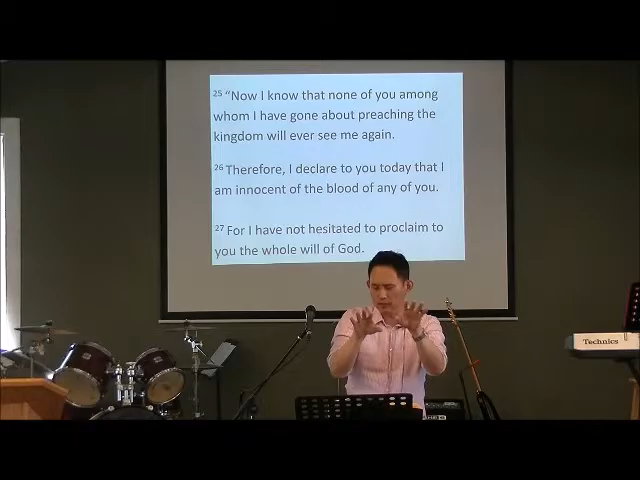 25 “Now I know that none of you among
whom I have gone about preaching the
kingdom will ever see me again.
26 Therefore, I declare to you today that I
am innocent of the blood of any of you.
27 For I have not hesitated to proclaim to
you the whole will of God.
Technics